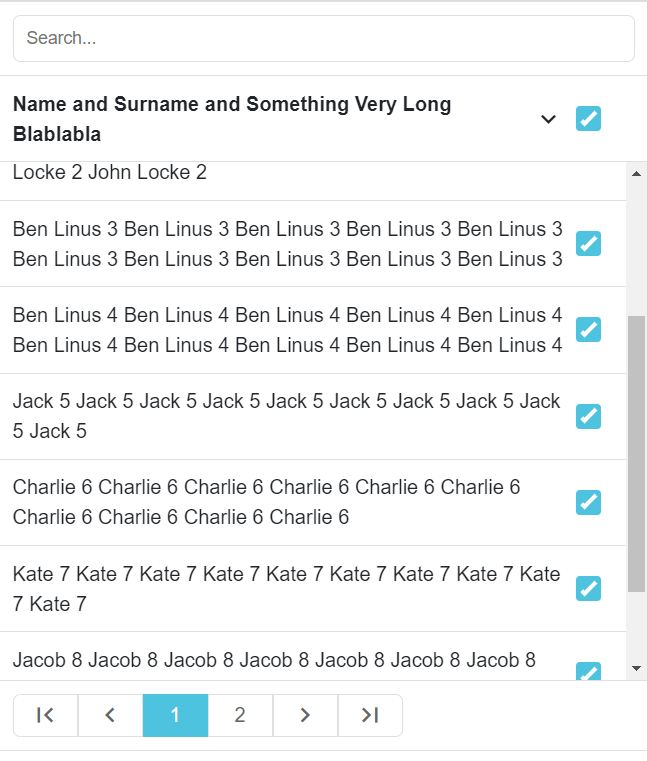 Search...
Name and Surname and Something Very Long
Blablabla
Locke 2 John Locke 2
Ben Linus 3 Ben Linus 3 Ben Linus 3 Ben Linus 3 Ben Linus 3
Ben Linus 3 Ben Linus 3 Ben Linus 3 Ben Linus 3 Ben Linus 3
Ben Linus 4 Ben Linus 4 Ben Linus 4 Ben Linus 4 Ben Linus 4
Ben Linus 4 Ben Linus 4 Ben Linus 4 Ben Linus 4 Ben Linus 4
Jack 5 Jack 5 Jack 5 Jack 5 Jack 5 Jack 5 Jack 5 Jack 5 Jack
5 Jack 5
Charlie 6 Charlie 6 Charlie 6 Charlie 6 Charlie 6 Charlie 6
Charlie 6 Charlie 6 Charlie 6 Charlie 6
Kate 7 Kate 7 Kate 7 Kate 7 Kate 7 Kate 7 Kate 7 Kate 7 Kate
7 Kate 7
Jacob 8 Jacob 8 Jacob 8 Jacob 8 Jacob 8 Jacob 8 Jacob 8
1 2